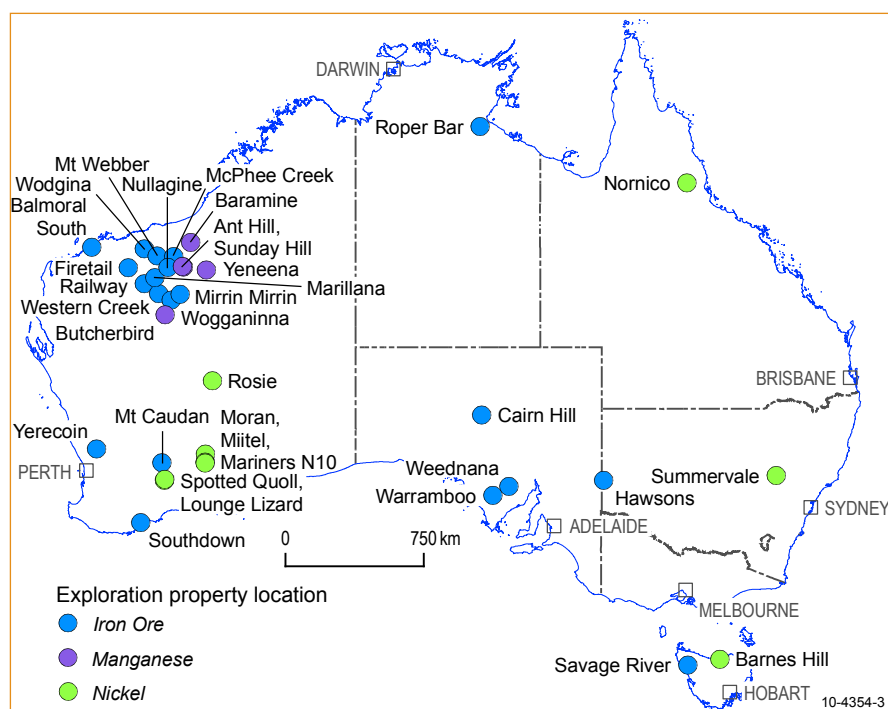 DARWIN
Roper Bar
Mt Webber
Wodgina
Nullagine
McPhee Creek
Balmoral
South
Baramine
Ant Hill,
Sunday Hill
Nornico
Firetail
Yeneena
Railway
Marillana
Western Creek
Mirrin Mirrin
Butcherbird
Wogganinna
Rosie
BRISBANE
Mt Caudan
Moran,
Miitel,
Mariners N10
Cairn Hill
Yerecoin
PERTH
Spotted Quoll,
Lounge Lizard
Weednana
Warramboo
Hawsons
Summervale
SYDNEY
Southdown
ADELAIDE
0
750 km
MELBOURNE
Exploration property location
Iron Ore
Manganese
Nickel
Savage River
Barnes Hill
HOBART
10-4354-3